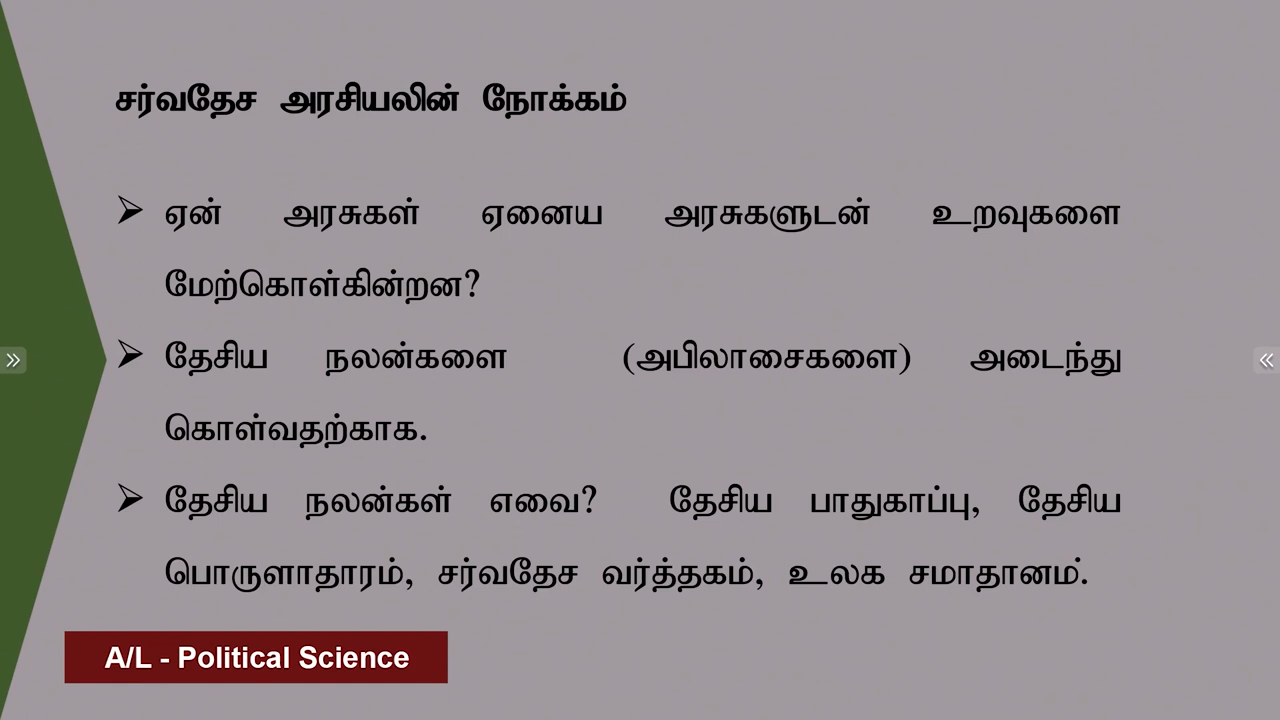 சர்வதேச அரசியலின் நோக்கம்
➢ ஏன் அரசுகள் ஏனைய அரசுகளுடன் உறவுகளை
மேற்கொள்கின்றன?
➢ தேசிய நலன்களை (அபிலாசைகளை) அடைந்து
கொள்வதற்காக.
➢ தேசிய நலன்கள் எவை? தேசிய பாதுகாப்பு, தேசிய
பொருளாதாரம், சர்வதேச வர்த்தகம், உலக சமாதானம்.
A/L - Political Science